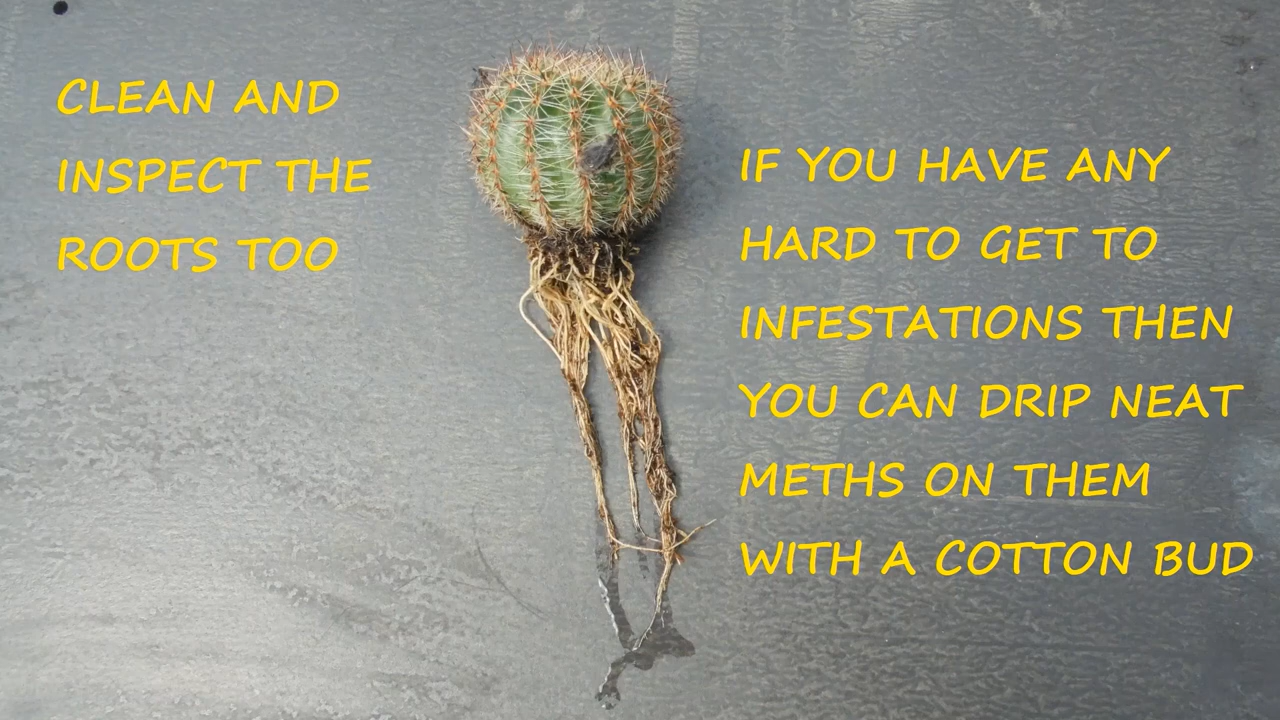 CLEAN AND
INSPECT THE
ROOTS TOO
IF YOU HAVE ANY
HARD TO GET TO
INFESTATIONS THEN
YOU CAN DRIP NEAT
METHS ON THEM
WITH A COTTON BUD